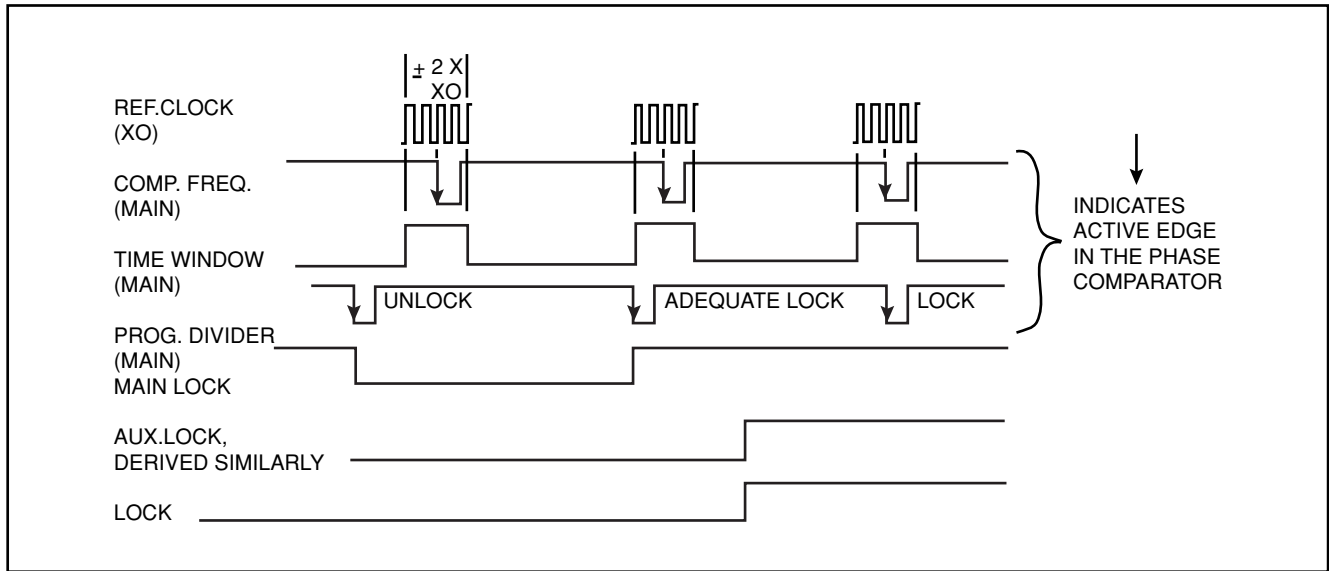 ± 2 X
XO
REF.CLOCK
(XO)
COMP. FREQ.
(MAIN)
TIME WINDOW
(MAIN)
UNLOCK
ADEQUATE LOCK
LOCK
PROG. DIVIDER
(MAIN)
MAIN LOCK
AUX.LOCK,
DERIVED SIMILARLY
LOCK
INDICATES
ACTIVE EDGE
IN THE PHASE
COMPARATOR